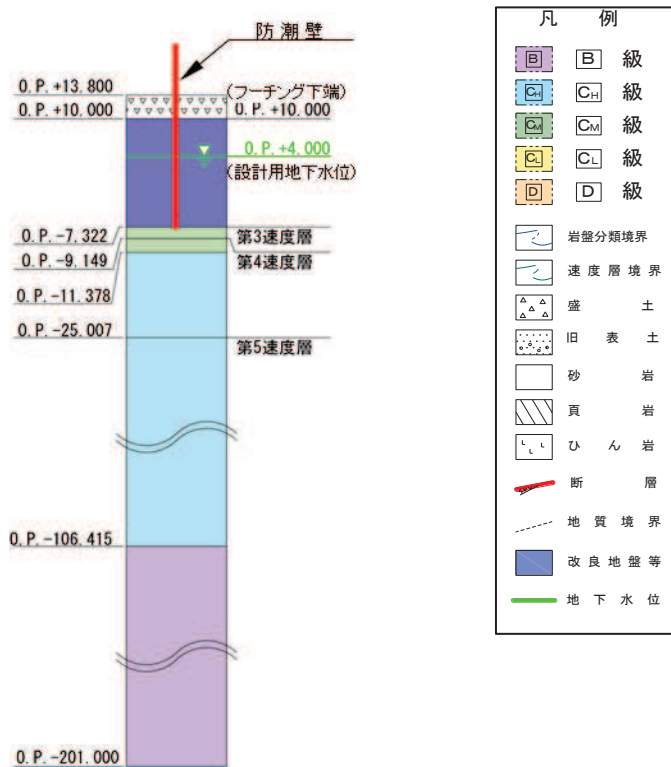 防潮壁
O.P.+13.800
(フーチング下端)
O.P.+10.000
O.P.+10.000
O.P.+4.000
(設計用地下水位)
O.P.-7.322
第3速度層
O.P.-9.149
第4速度層
O.P.-11.378
O.P.-25.007
第5速度層
O.P.-106.415
O.P.-201.000
凡 例
B B 級
CH CH 級
CM CM 級
CL CL 級
D D 級
岩盤分類境界
速度層境界
盛土
旧表土
砂岩
頁岩
ひん岩
断層
地質境界
改良地盤等
地下水位